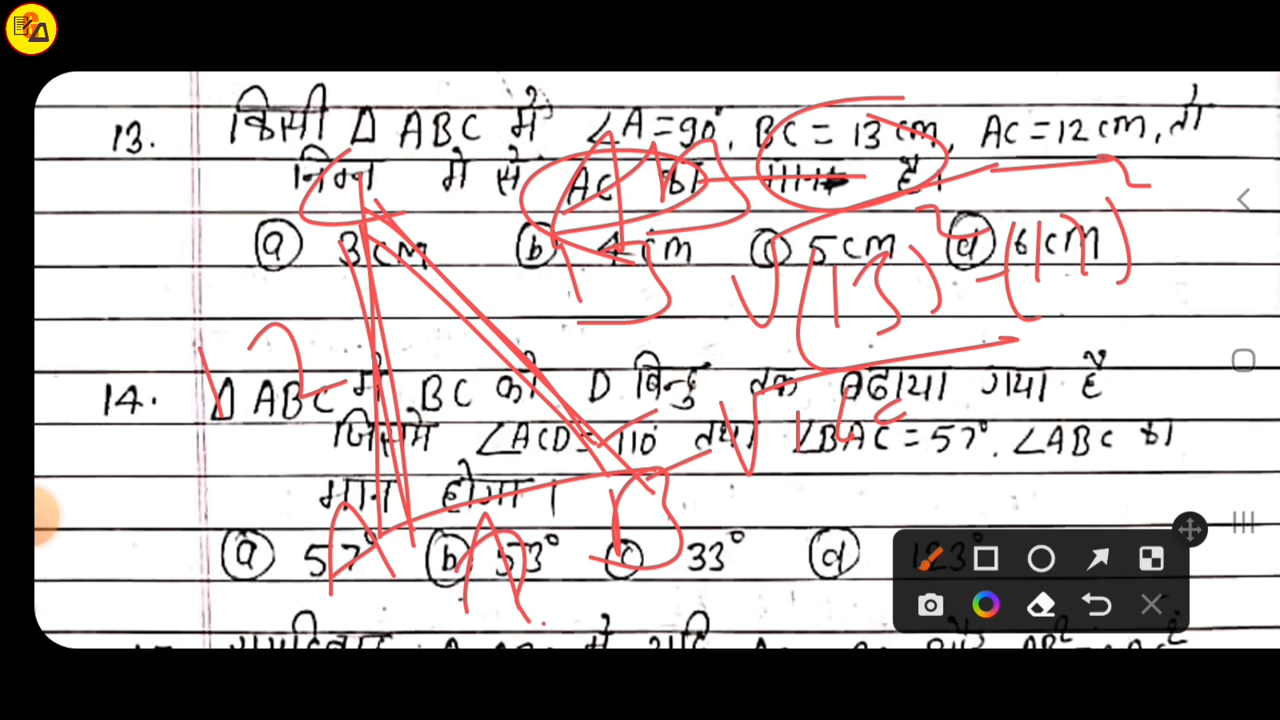 13. किसी Δ ABC में ∠A=90°, BC = 13 cm, AC = 12 cm, तो
निम्न में से AC का मान है।
(a) 3 cm (b) 4 cm (c) 5 cm (d) 6 cm
14. Δ ABC में BC को D बिन्दु तक बढाया गया है
जिसमें ∠ACD = 110° तथा ∠BAC = 57°. ∠ABC का
मान होगा।
(a) 57° (b) 53° (c) 33° (d) 123°